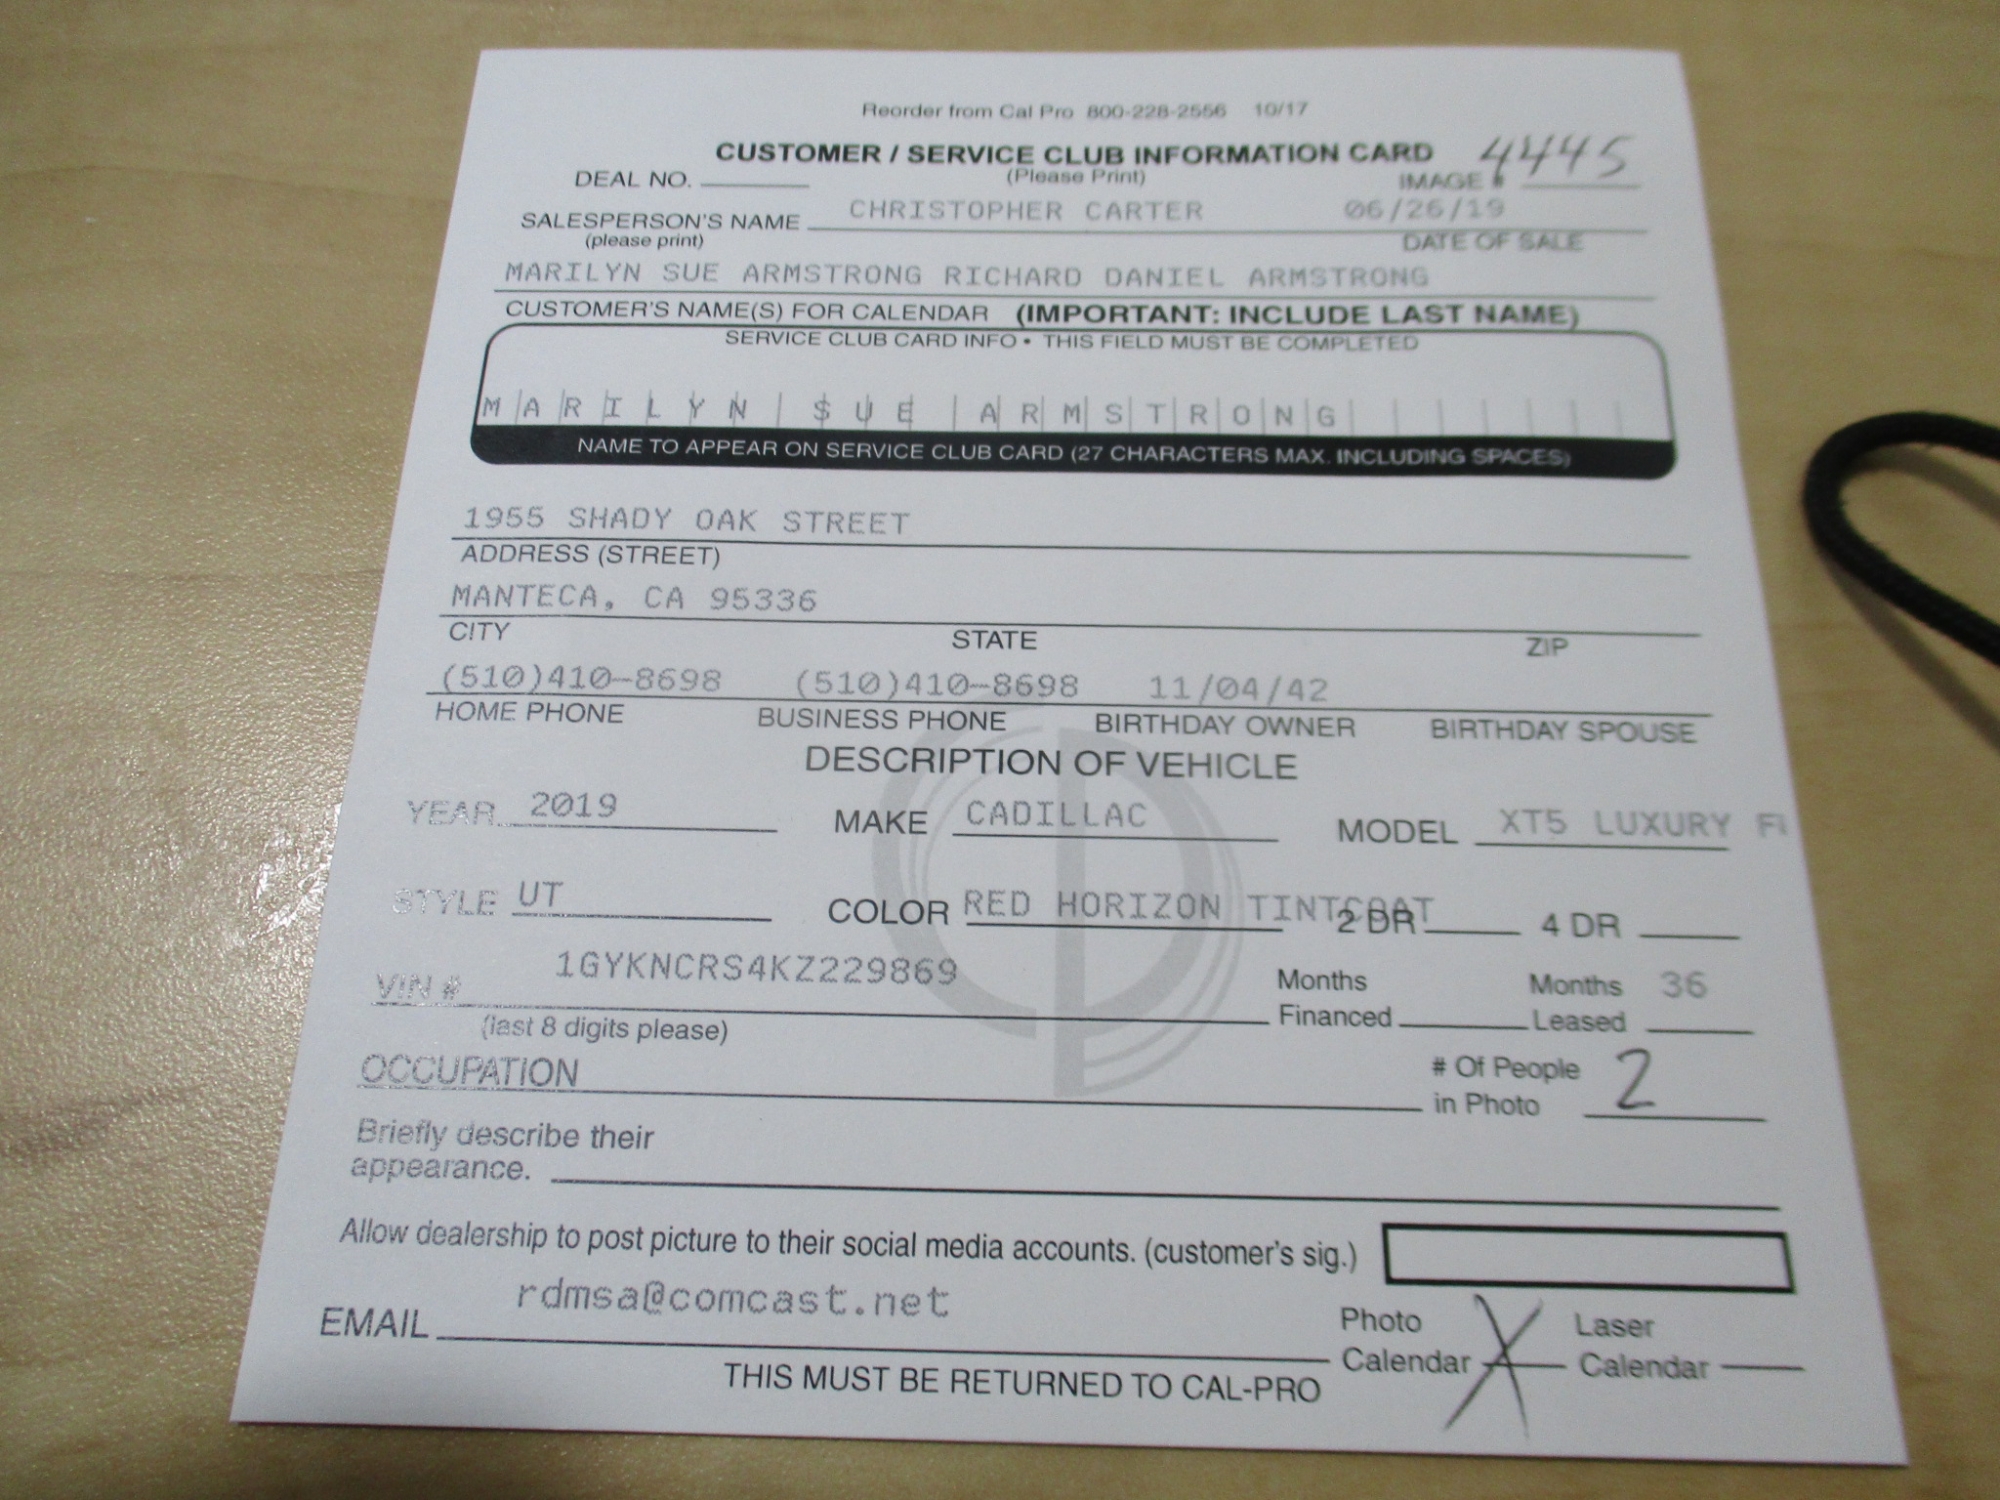 Reorder from Cal Pro 800-228-2556 10/17
CUSTOMER / SERVICE CLUB INFORMATION CARD 4445
DEAL NO. (Please Print) IMAGE #
SALESPERSON'S NAME CHRISTOPHER CARTER 06/26/19
(please print) DATE OF SALE
MARILYN SUE ARMSTRONG RICHARD DANIEL ARMSTRONG
CUSTOMER'S NAME(S) FOR CALENDAR (IMPORTANT: INCLUDE LAST NAME)
SERVICE CLUB CARD INFO • THIS FIELD MUST BE COMPLETED
MARILYN SUE ARMSTRONG
NAME TO APPEAR ON SERVICE CLUB CARD (27 CHARACTERS MAX. INCLUDING SPACES)
1955 SHADY OAK STREET
ADDRESS (STREET)
MANTECA, CA 95336
CITY STATE ZIP
(510)410-8698 (510)410-8698 11/04/42
HOME PHONE BUSINESS PHONE BIRTHDAY OWNER BIRTHDAY SPOUSE
DESCRIPTION OF VEHICLE
YEAR 2019 MAKE CADILLAC MODEL XT5 LUXURY
STYLE UT COLOR RED HORIZON TINTCOAT 2 DR 4 DR
VIN # 1GYKNCRS4KZ229869 Months Financed Months Leased 36
(last 8 digits please)
OCCUPATION # Of People in Photo 2
Briefly describe their
appearance.
Allow dealership to post picture to their social media accounts. (customer's sig.)
EMAIL rdmsa@comcast.net Photo Calendar X Laser Calendar
THIS MUST BE RETURNED TO CAL-PRO